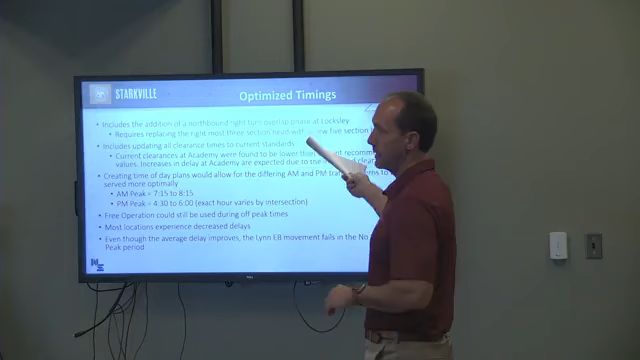 STARKVILLE
Optimized Timings
Includes the addition of a northbound right turn overlap phase at Locksley
Requires replacing the right most three section head with a new five section
Includes updating all clearance times to current standards
Current clearances at Academy were found to be lower than
values. Increases in delay at Academy are expected due to the
Creating time of day plans would allow for the differing AM and PM to
served more optimally
AM Peak = 7:15 to 8:15
PM Peak = 4:30 to 6:00 (exact hour varies by intersection)
Free Operation could still be used during off peak times
Most locations experience decreased delays
Even though the average delay improves, the Lynn EB movement fails in the No
Peak period